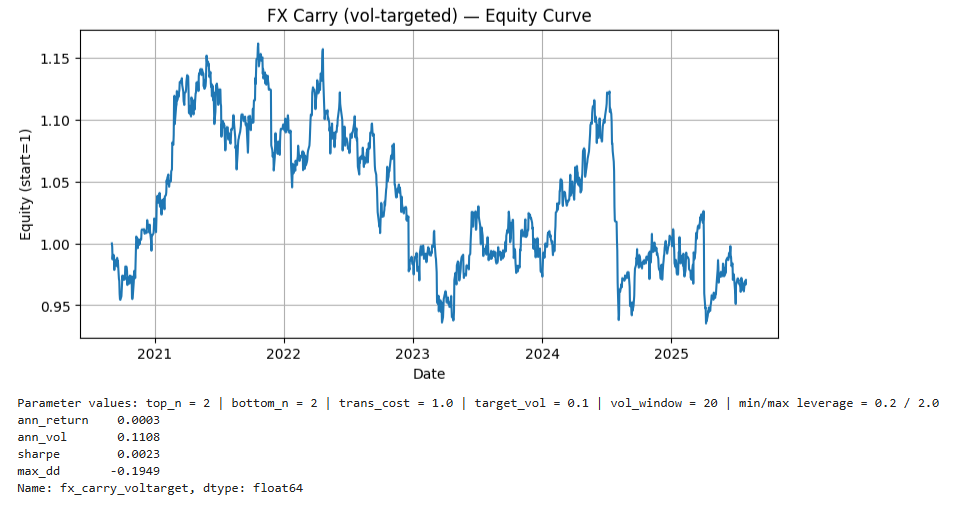 FX Carry (vol-targeted) — Equity Curve
Equity (start=1)
1.15
1.10
1.05
1.00
0.95
2021
2022
2023
2024
2025
Date
Parameter values: top_n = 2 | bottom_n = 2 | trans_cost = 1.0 | target_vol = 0.1 | vol_window = 20 | min/max leverage = 0.2 / 2.0
ann_return    0.0003
ann_vol       0.1108
sharpe        0.0023
max_dd       -0.1949
Name: fx_carry_voltarget, dtype: float64